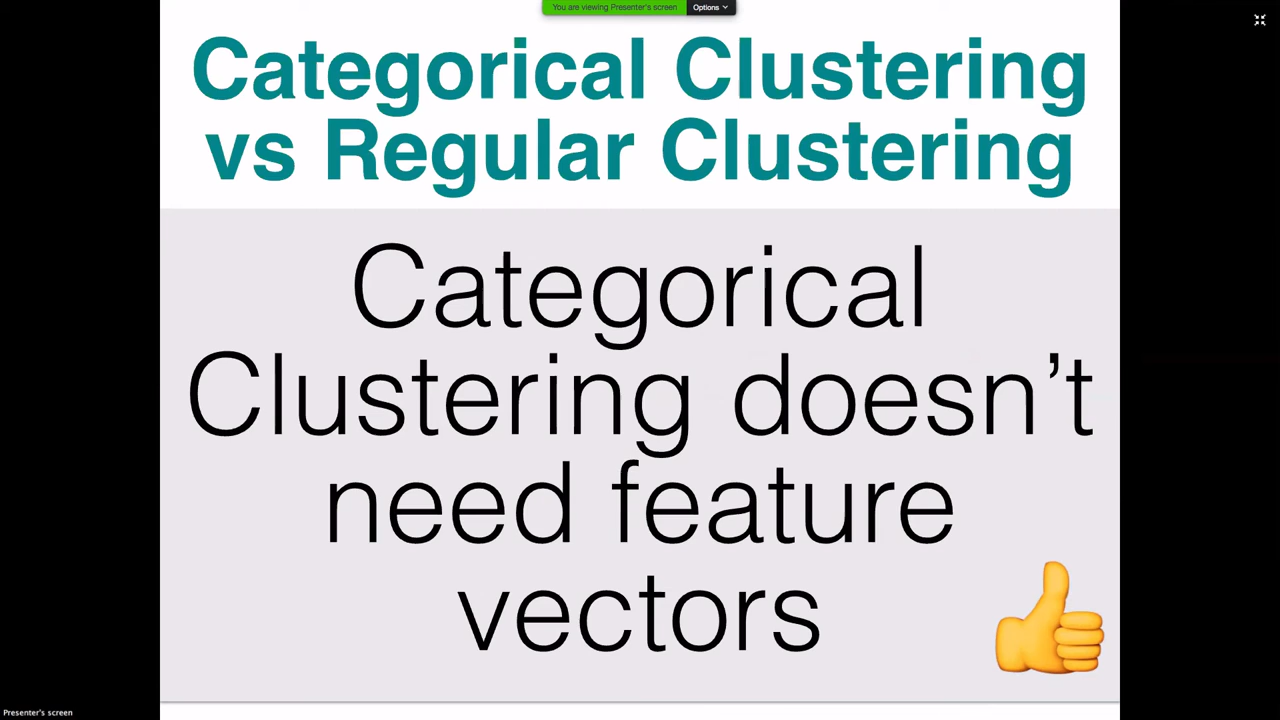 You are viewing Presenter's screen
Options
Categorical Clustering
vs Regular Clustering
Categorical
Clustering doesn’t
need feature
vectors
Presenter's screen